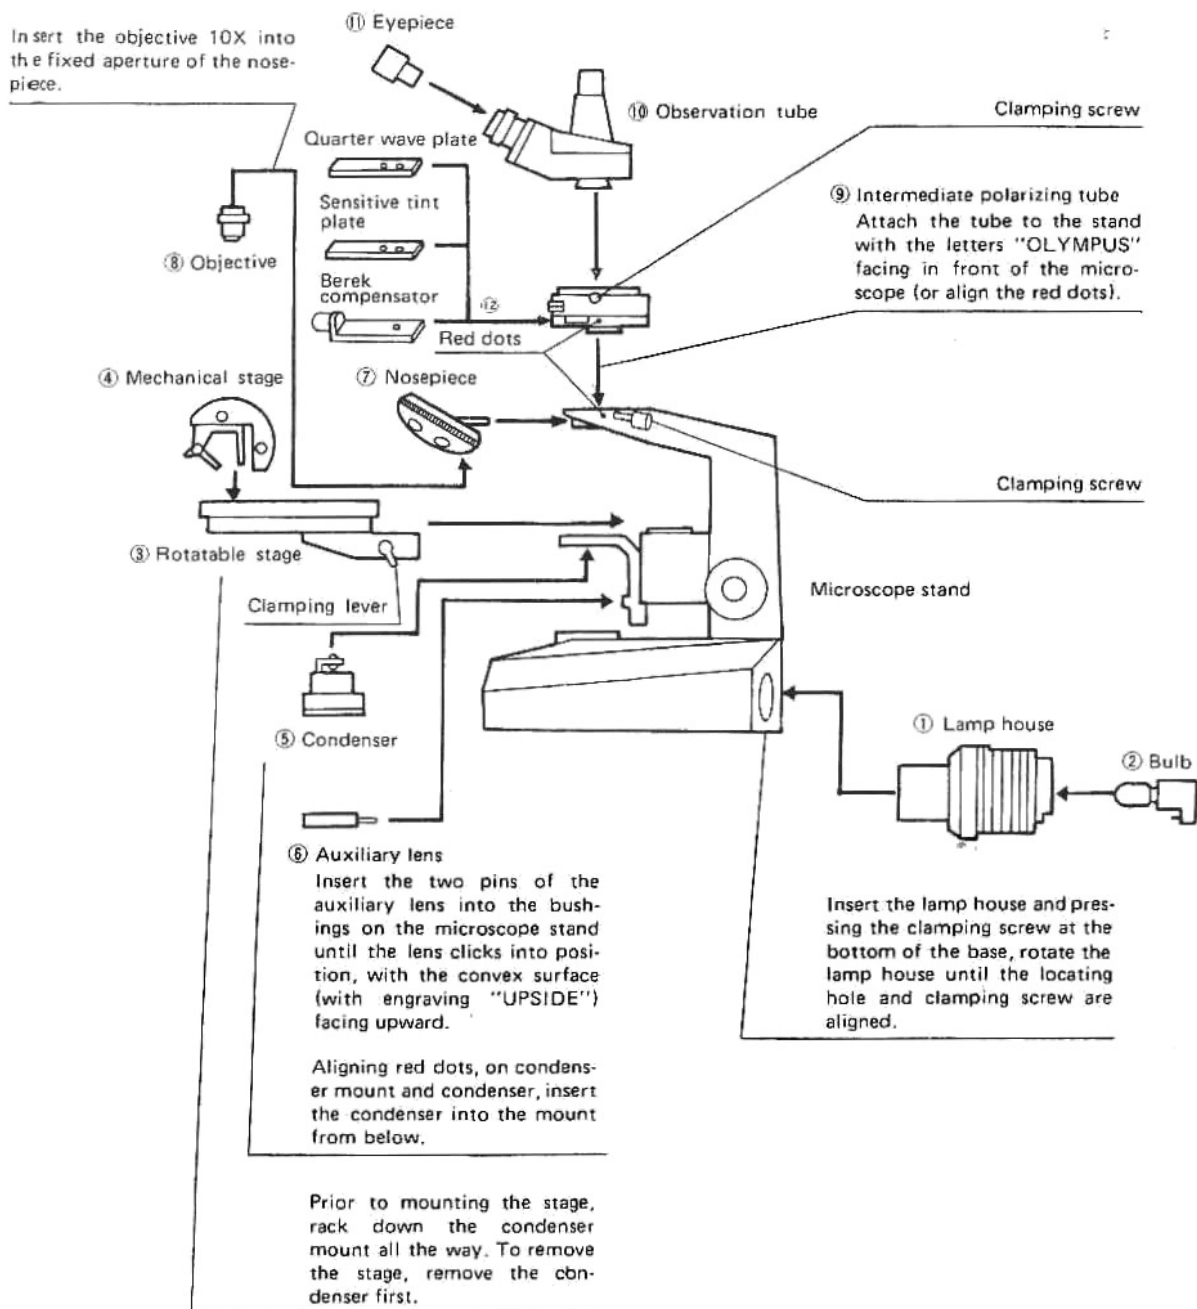 Insert the objective 10X into
the fixed aperture of the nose-
piece.
⑪ Eyepiece
⑩ Observation tube
Clamping screw
Quarter wave plate
Sensitive tint
plate
Berek
compensator
⑫
Red dots
⑧ Objective
⑨ Intermediate polarizing tube
Attach the tube to the stand
with the letters "OLYMPUS"
facing in front of the micro-
scope (or align the red dots).
④ Mechanical stage
⑦ Nosepiece
Clamping screw
③ Rotatable stage
Clamping lever
Microscope stand
⑤ Condenser
① Lamp house
② Bulb
⑥ Auxiliary lens
Insert the two pins of the
auxiliary lens into the bush-
ings on the microscope stand
until the lens clicks into posi-
tion, with the convex surface
(with engraving "UPSIDE")
facing upward.
Insert the lamp house and pres-
sing the clamping screw at the
bottom of the base, rotate the
lamp house until the locating
hole and clamping screw are
aligned.
Aligning red dots, on condens-
er mount and condenser, insert
the condenser into the mount
from below.
Prior to mounting the stage,
rack down the condenser
mount all the way. To remove
the stage, remove the con-
denser first.